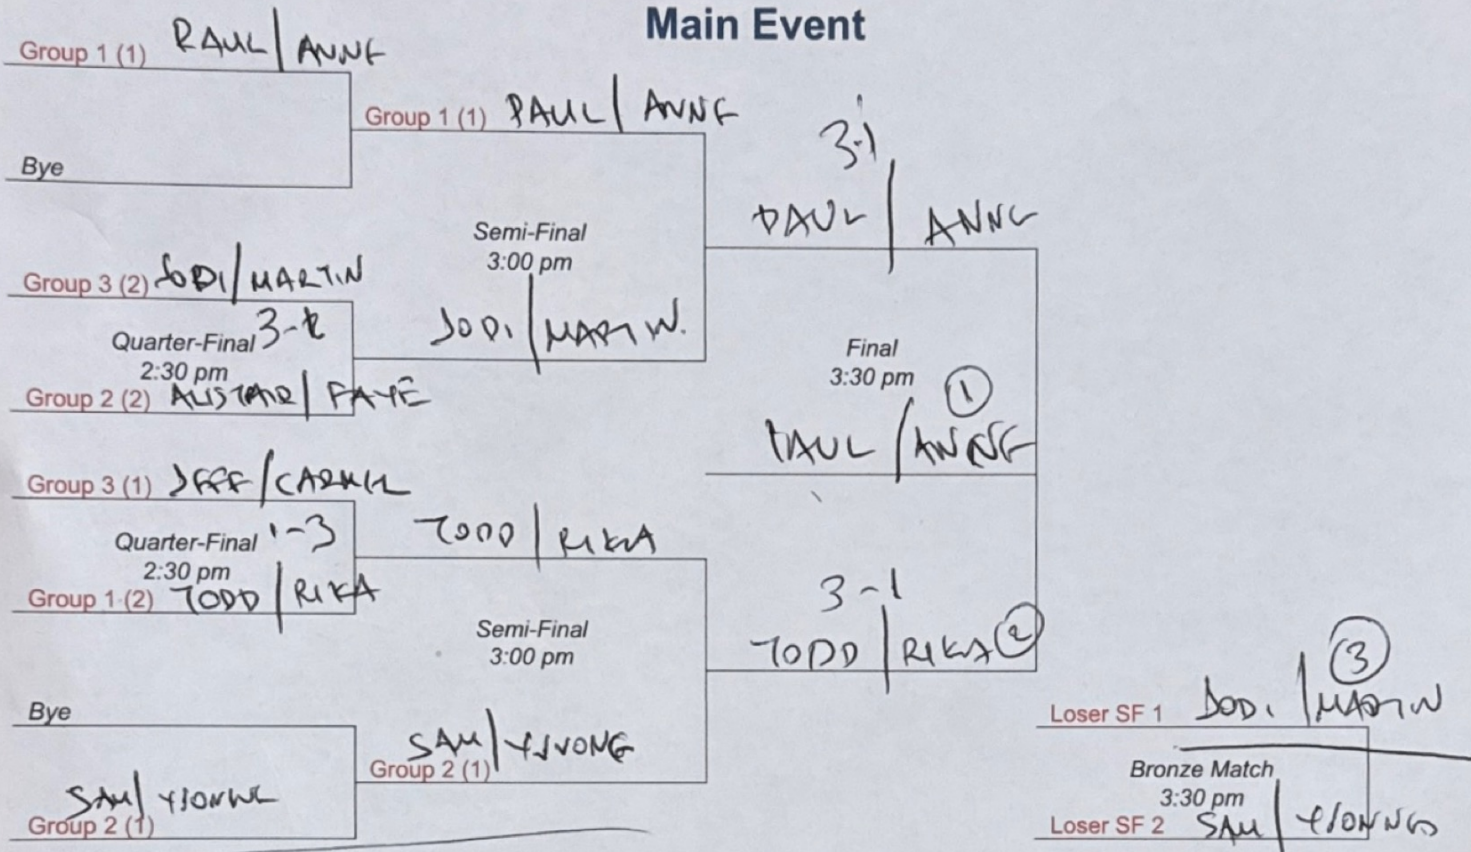 Main Event
Group 1 (1) PAUL / ANNE
Group 1 (1) PAUL / ANNE
Bye
3-1
PAUL / ANNE
Semi-Final
3:00 pm
Group 3 (2) JODI / MARTIN
Quarter-Final 3-2
2:30 pm
JODI / MARTIN
Group 2 (2) ALISTAIR / FAYE
Final
3:30 pm
1
PAUL / ANNE
Group 3 (1) JEFF / CARMEL
Quarter-Final 1-3
2:30 pm
TODD / RIKA
Group 1 (2) TODD / RIKA
Semi-Final
3:00 pm
3-1
TODD / RIKA 2
Bye
SAM / YVONNE
Group 2 (1)
SAM / YVONNE
Group 2 (1)
3
Loser SF 1 JODI / MARTIN
Bronze Match
3:30 pm
Loser SF 2 SAM / YVONNE